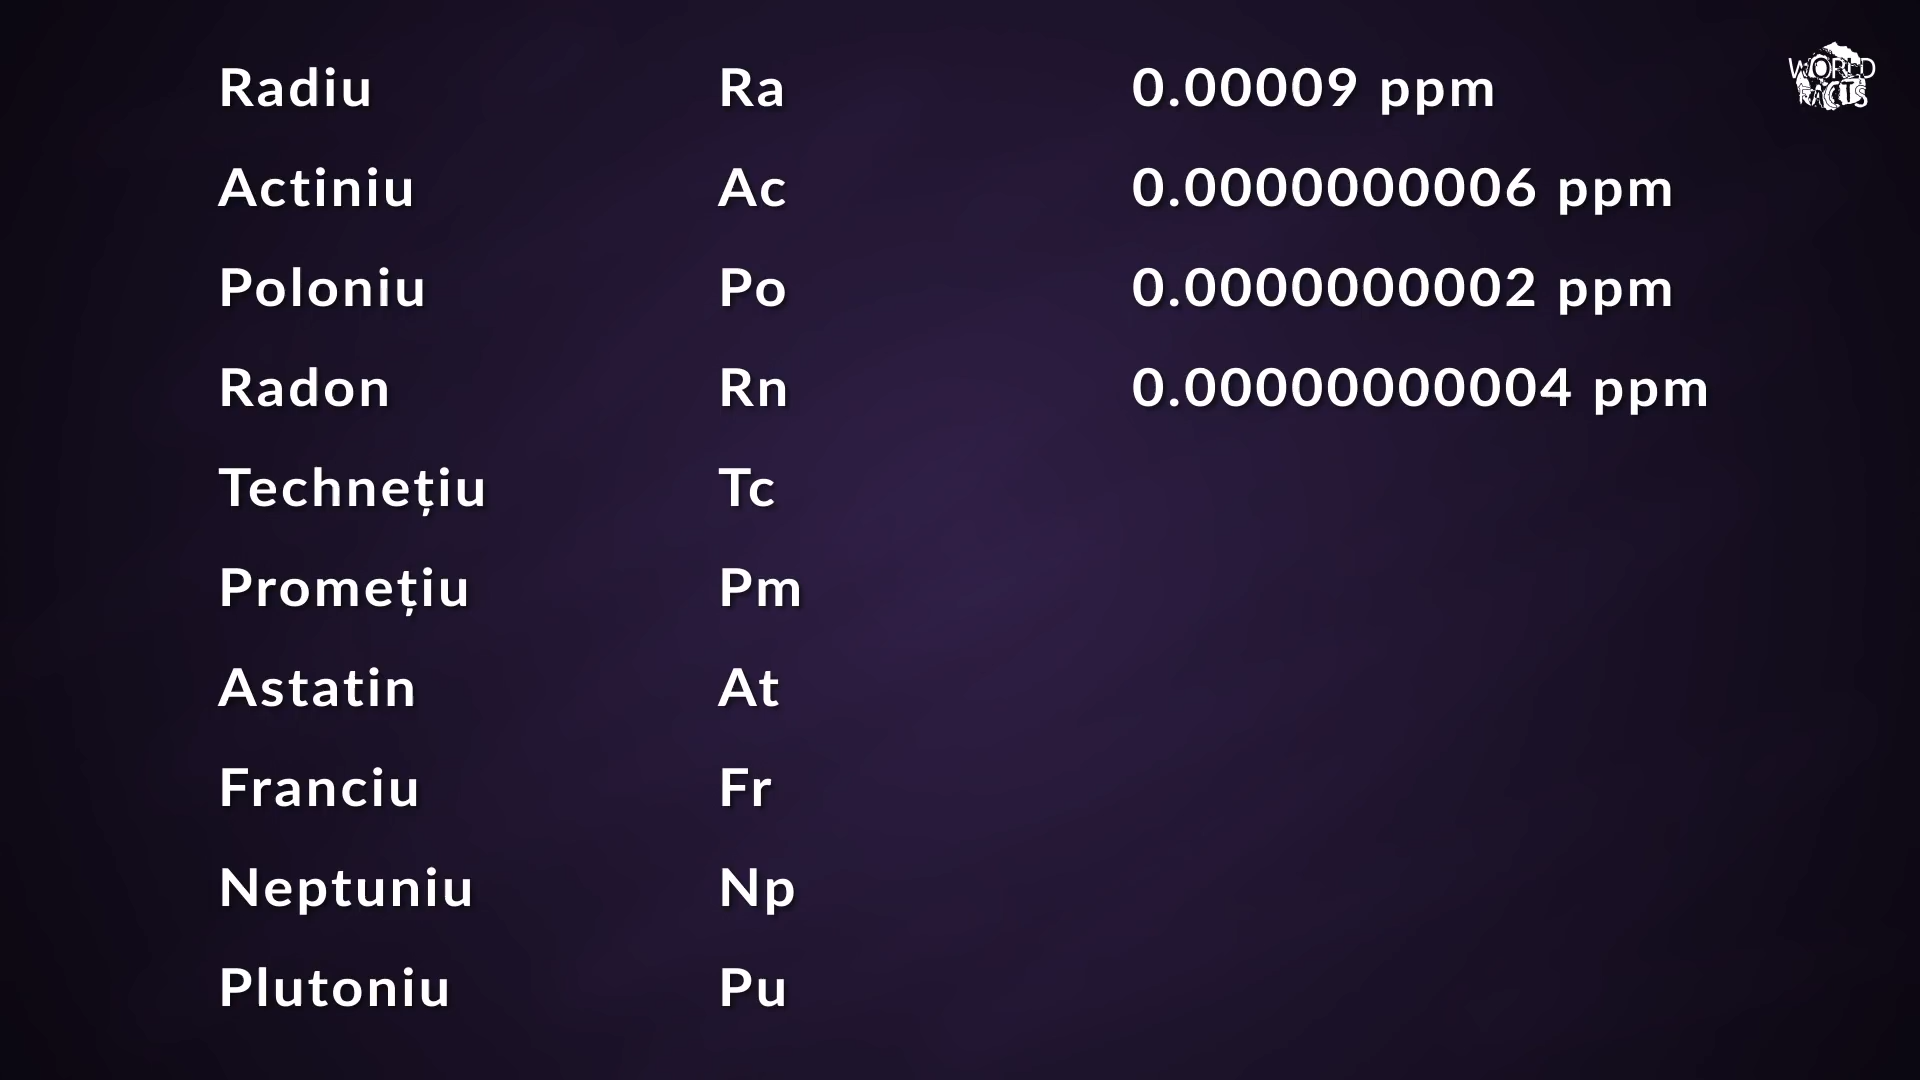 Radiu Ra 0.00009 ppm
WORLD FACTS
Actiniu Ac 0.0000000006 ppm
Poloniu Po 0.0000000002 ppm
Radon Rn 0.00000000004 ppm
Technețiu Tc
Promețiu Pm
Astatin At
Franciu Fr
Neptuniu Np
Plutoniu Pu